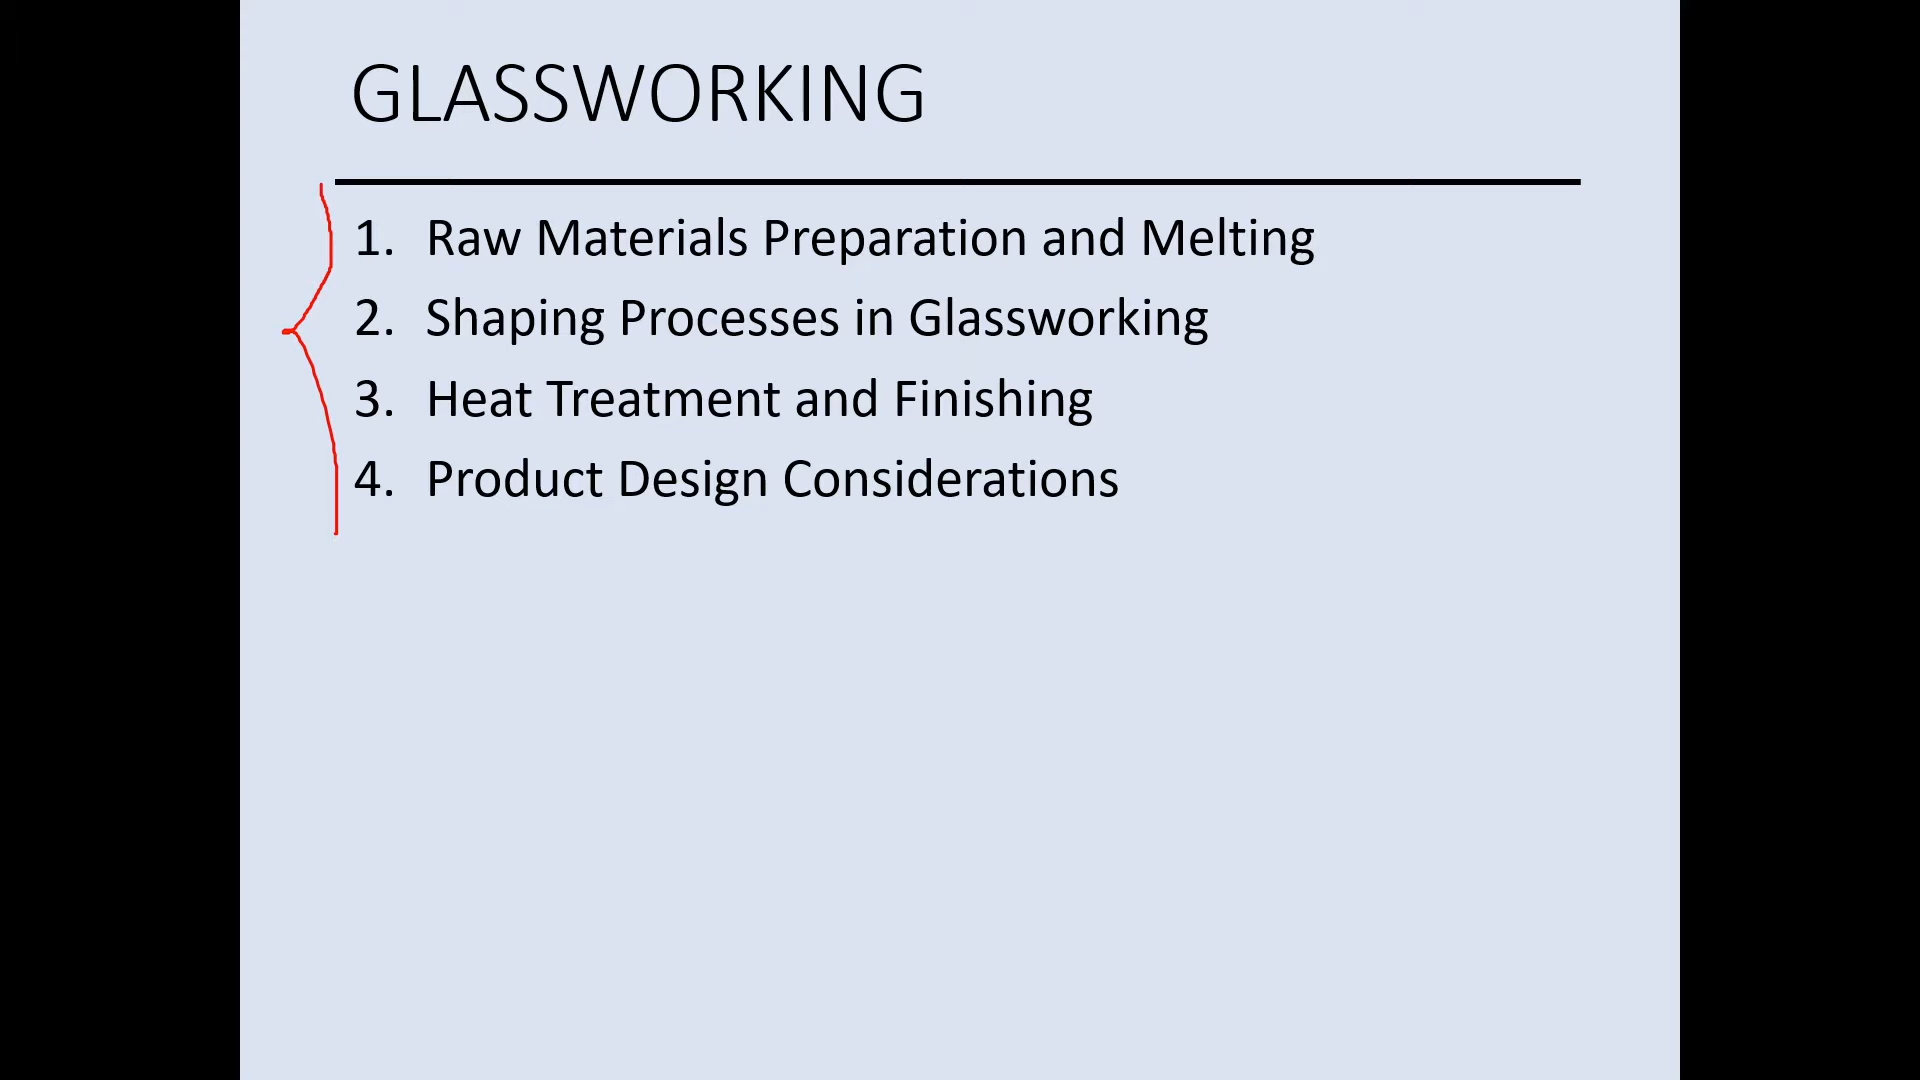 GLASSWORKING
1. Raw Materials Preparation and Melting
2. Shaping Processes in Glassworking
3. Heat Treatment and Finishing
4. Product Design Considerations